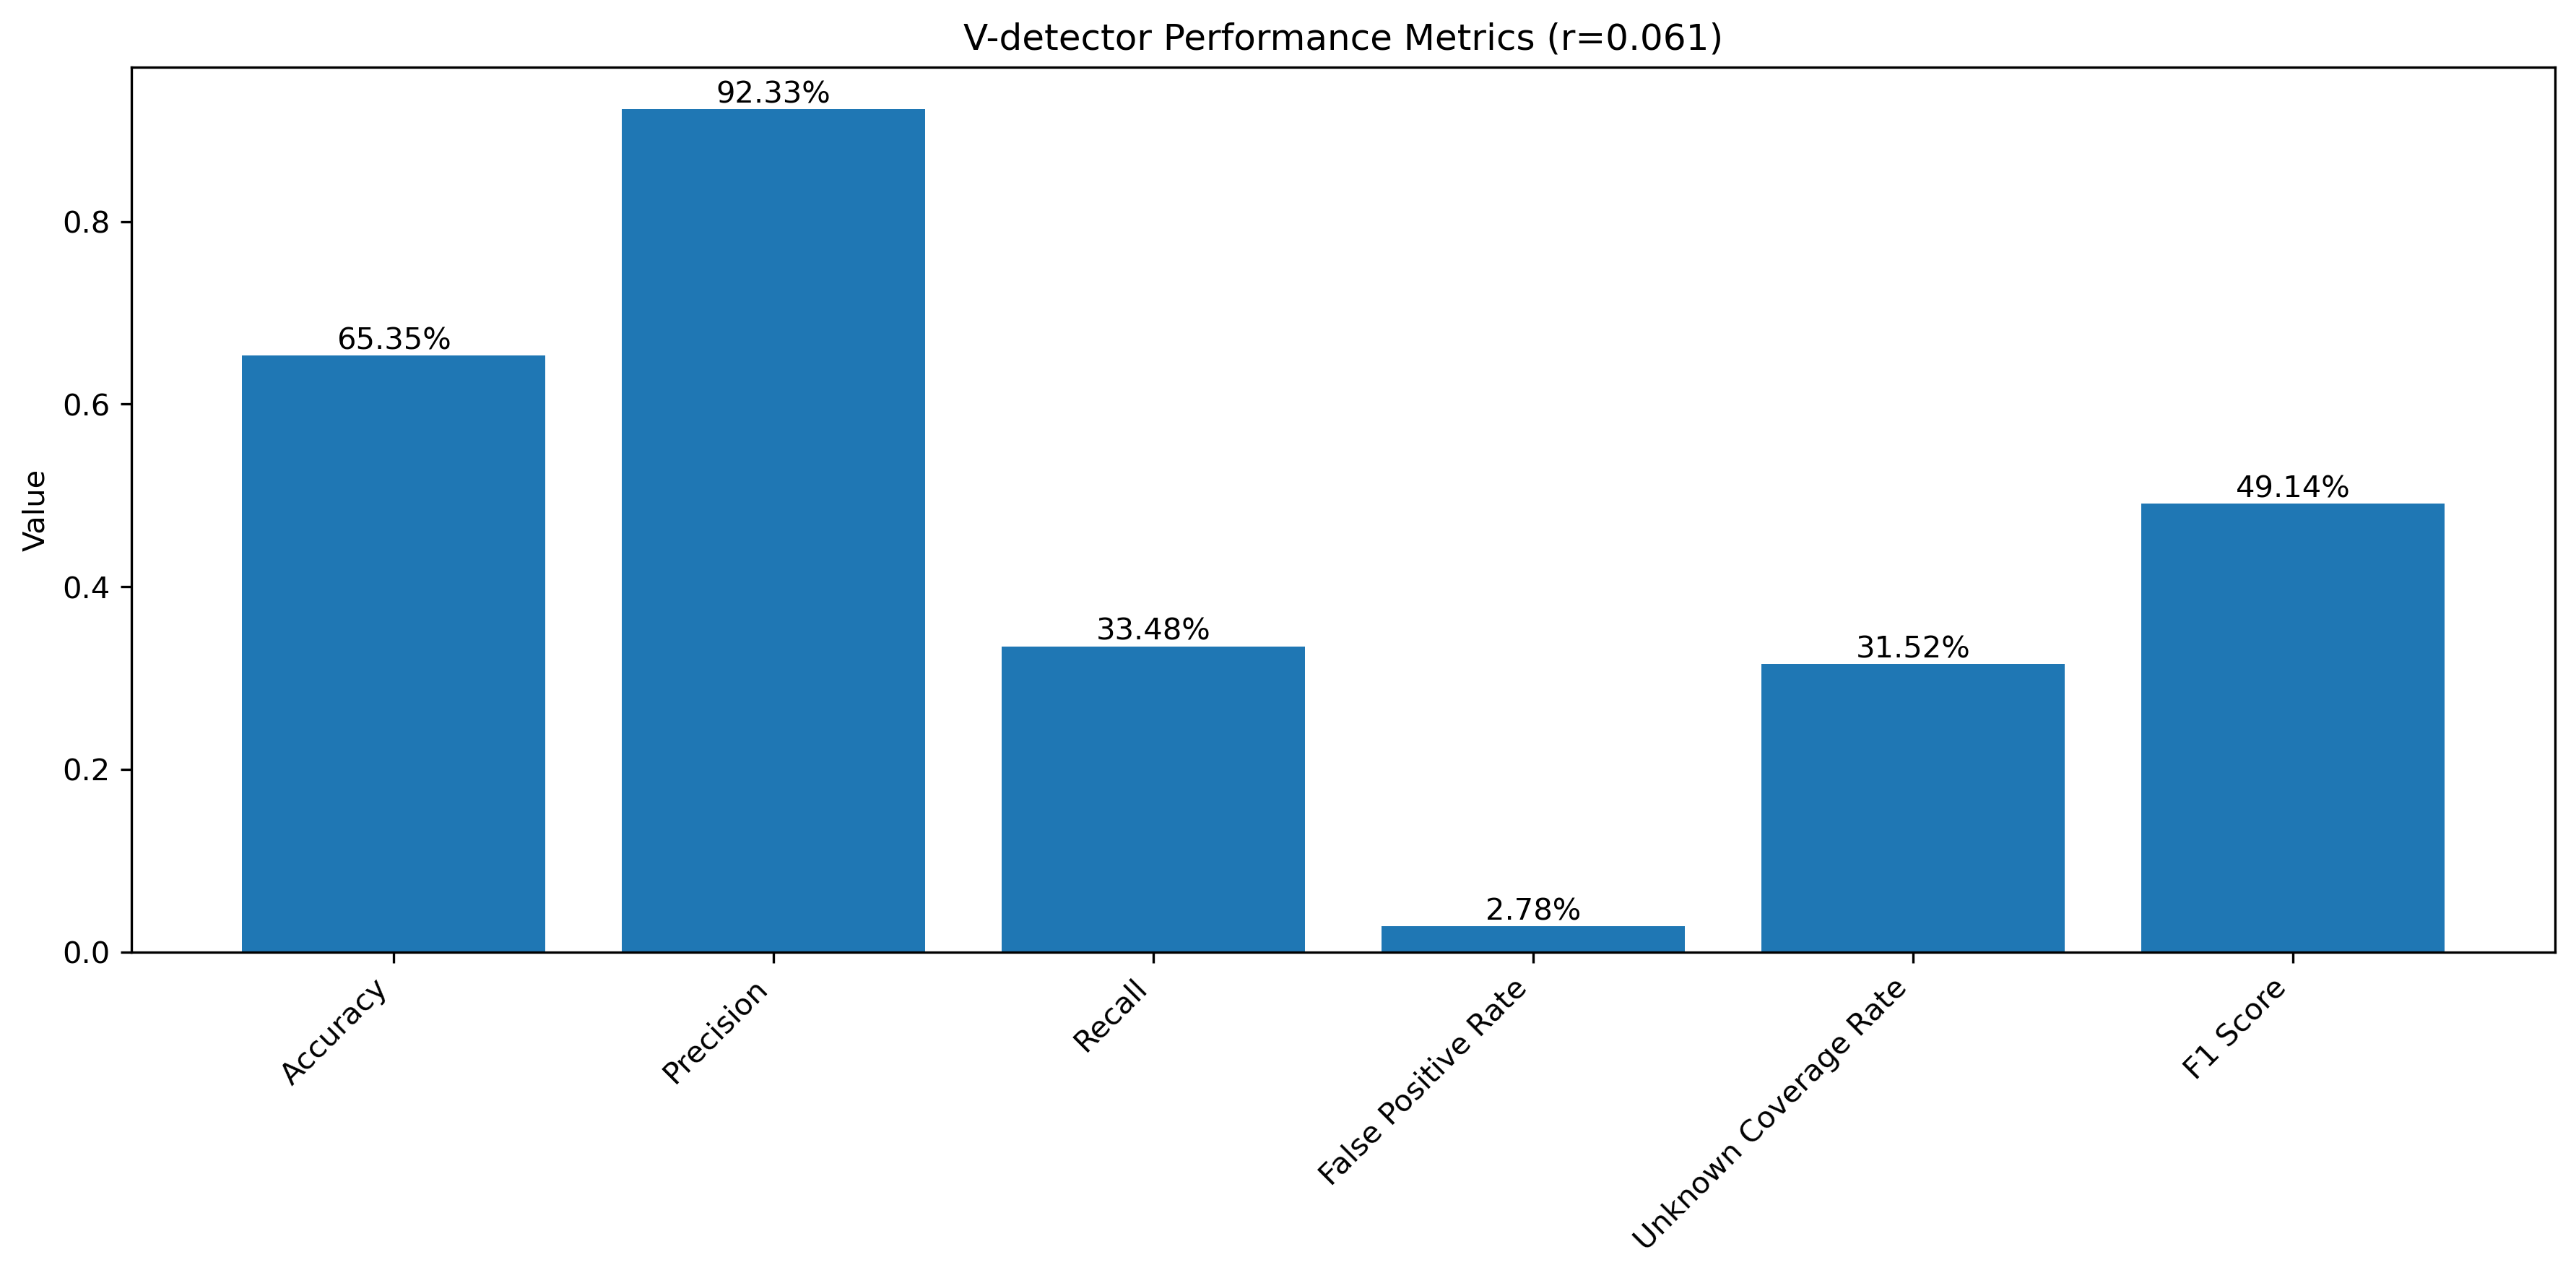 V-detector Performance Metrics (r=0.061)
92.33%
65.35%
49.14%
33.48%
31.52%
2.78%
Value
0.8
0.6
0.4
0.2
0.0
Accuracy
Precision
Recall
False Positive Rate
Unknown Coverage Rate
F1 Score